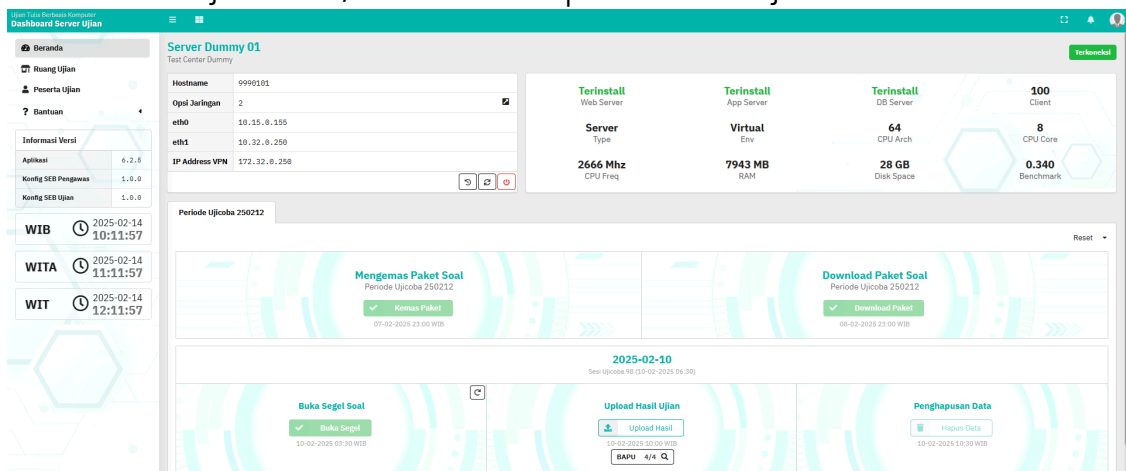 Ujian Tulis Berbasis Komputer
Dashboard Server Ujian
Beranda
Ruang Ujian
Peserta Ujian
? Bantuan
Informasi Versi
Aplikasi 6.2.5
Konfig SEB Pengawas 1.0.0
Konfig SEB Ujian 1.0.0
WIB 2025-02-14
10:11:57
WITA 2025-02-14
11:11:57
WIT 2025-02-14
12:11:57
Server Dummy 01
Test Center Dummy
Terkoneksi
Hostname 9990101
Opsi Jaringan 2
eth0 10.15.0.155
eth1 10.32.0.250
IP Address VPN 172.32.0.250
Terinstall Terinstall Terinstall 100
Web Server App Server DB Server Client
Server Virtual 64 8
Type Env CPU Arch CPU Core
2666 Mhz 7943 MB 28 GB 0.340
CPU Freq RAM Disk Space Benchmark
Periode Ujicoba 250212
Reset
Mengemas Paket Soal
Periode Ujicoba 250212
Kemas Paket
07-02-2025 23:00 WIB
Download Paket Soal
Periode Ujicoba 250212
Download Paket
08-02-2025 23:00 WIB
2025-02-10
Sesi Ujicoba 98 (10-02-2025 06:30)
Buka Segel Soal
Buka Segel
10-02-2025 03:30 WIB
Upload Hasil Ujian
Upload Hasil
10-02-2025 10:00 WIB
BAPU 4/4
Penghapusan Data
Hapus Data
10-02-2025 10:30 WIB